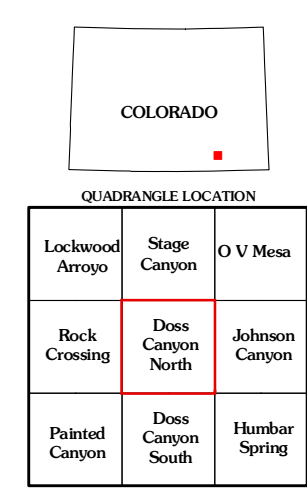 COLORADO
QUADRANGLE LOCATION
Lockwood
Arroyo
Stage
Canyon
O V Mesa
Rock
Crossing
Doss
Canyon
North
Johnson
Canyon
Painted
Canyon
Doss
Canyon
South
Humbar
Spring